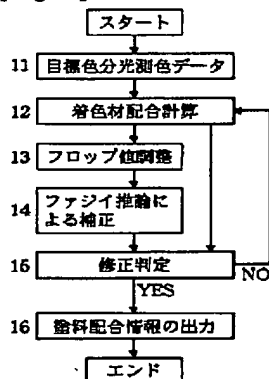 スタート
11 目標色分光測色データ
12 着色材配合計算
13 フロップ値調整
14 ファジイ推論
による補正
15 修正判定
NO
YES
16 塗料配合情報の出力
エンド